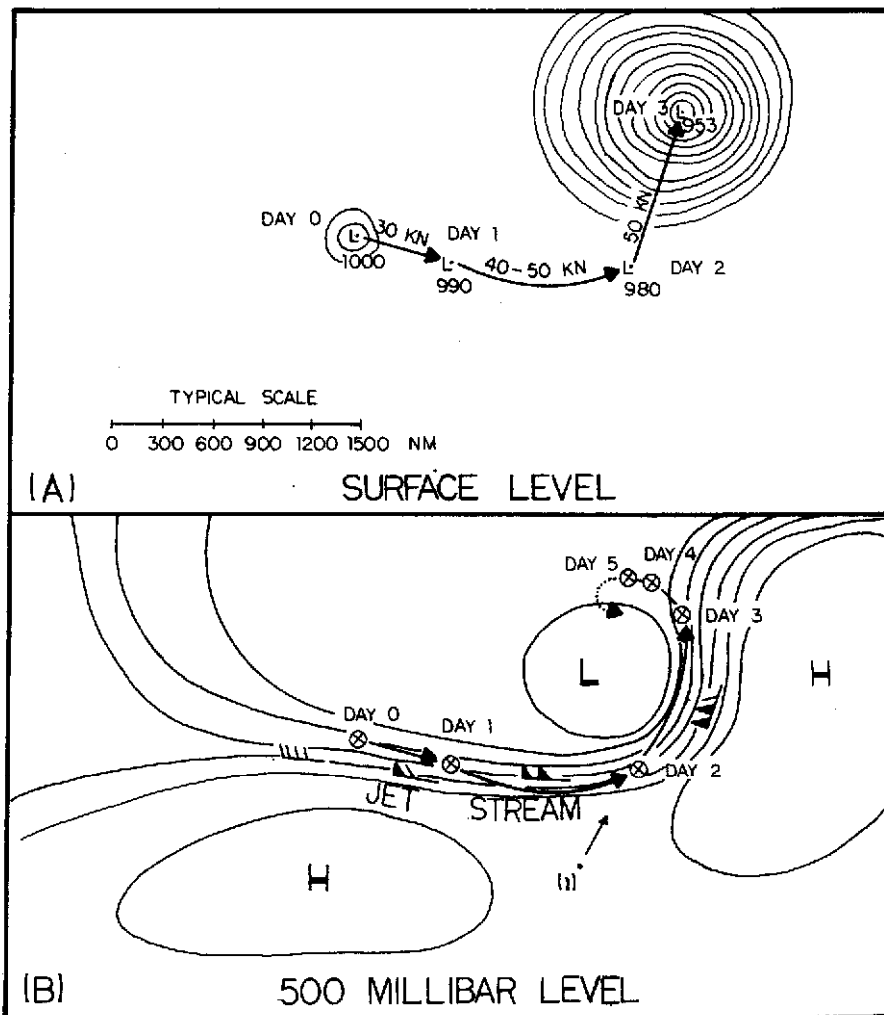 DAY 3
L
953
DAY 0
30 KN
DAY 1
L
1000
L
990
40-50 KN
50 KN
L
DAY 2
980
TYPICAL SCALE
0 300 600 900 1200 1500 NM
(A) SURFACE LEVEL
DAY 5
DAY 4
DAY 3
L
H
DAY 0
DAY 1
DAY 2
JET STREAM
H
(1)*
(B) 500 MILLIBAR LEVEL